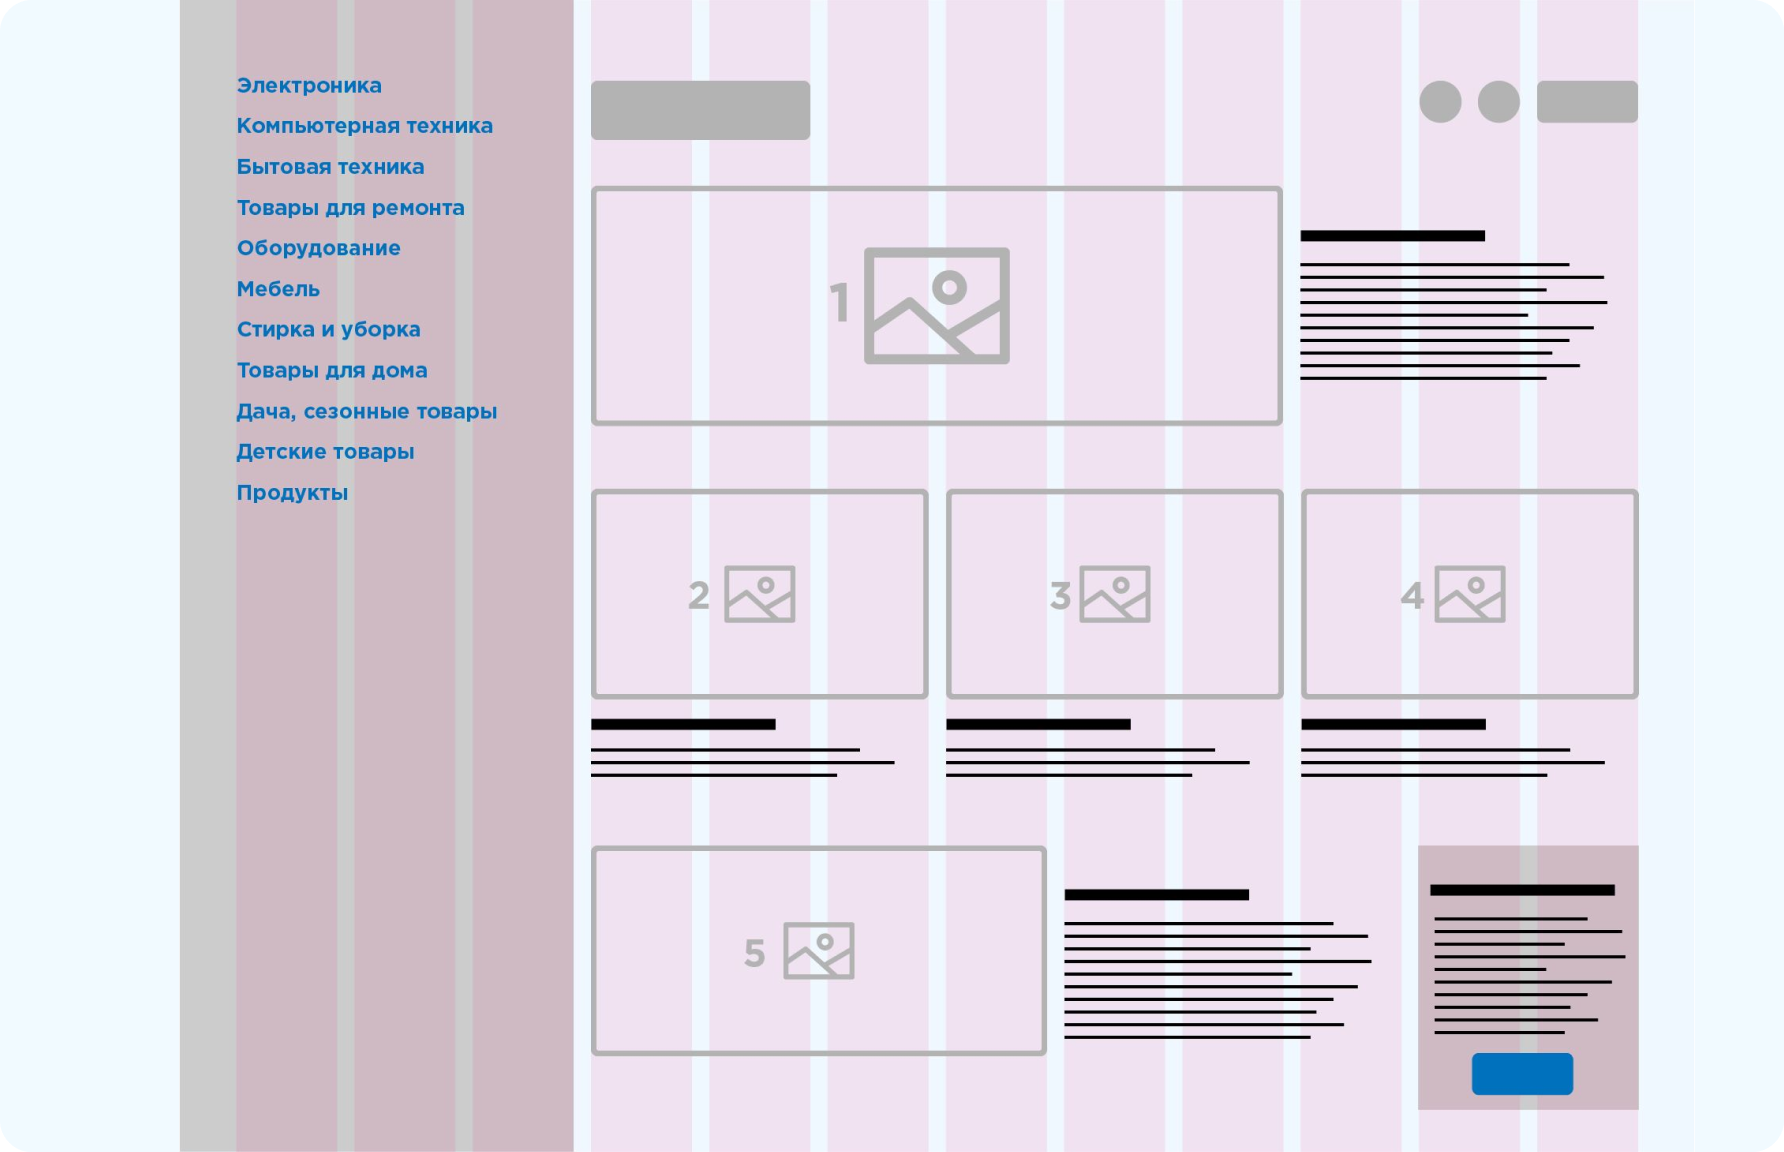 Электроника
Компьютерная техника
Бытовая техника
Товары для ремонта
Оборудование
Мебель
Стирка и уборка
Товары для дома
Дача, сезонные товары
Детские товары
Продукты
1
2
3
4
5